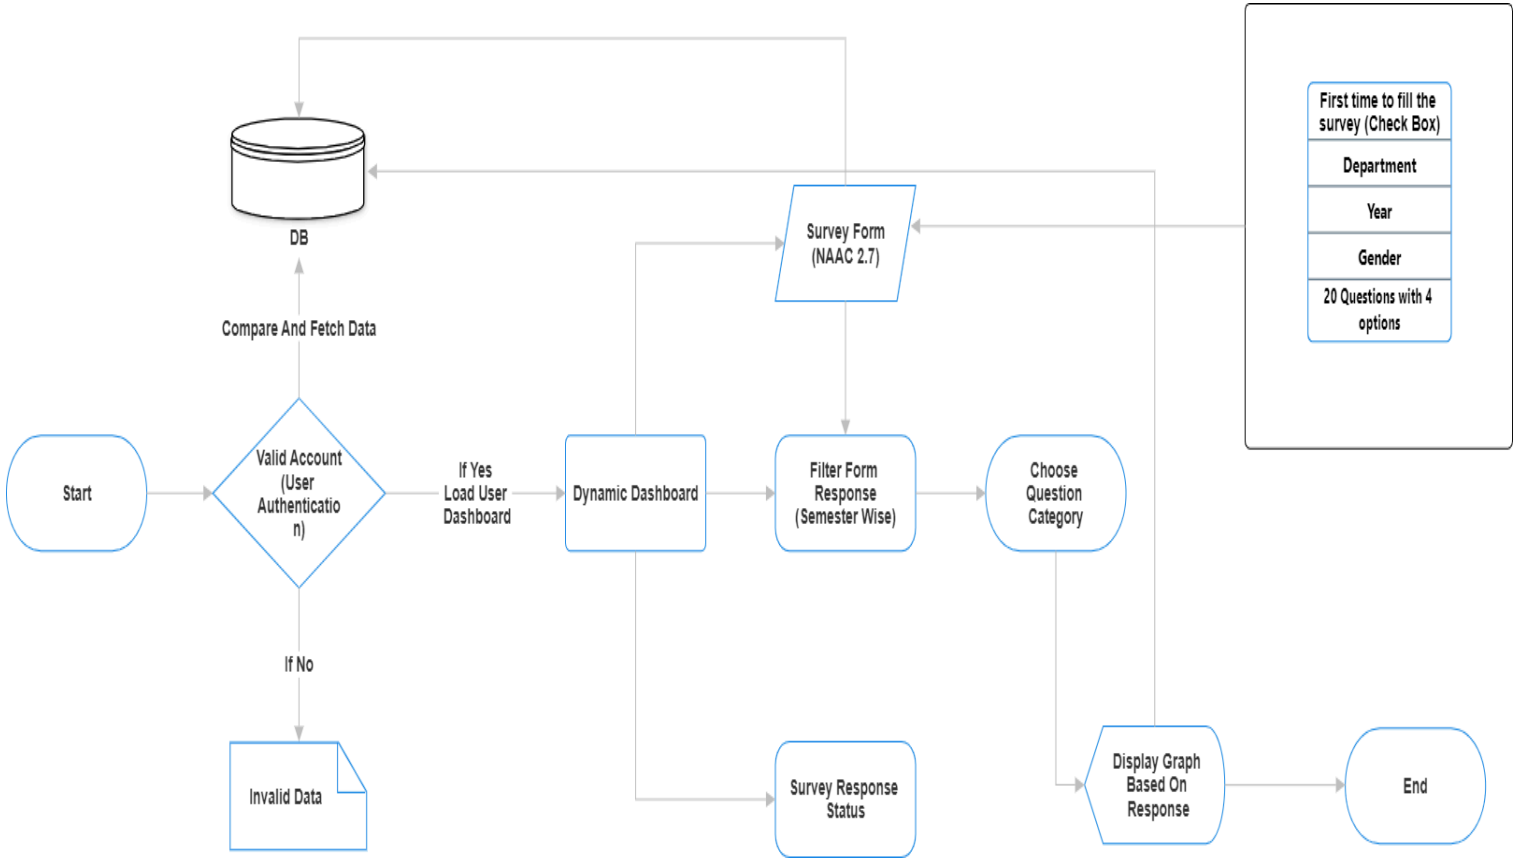 First time to fill the
survey (Check Box)
Department
Year
Gender
20 Questions with 4
options
Survey Form
(NAAC 2.7)
DB
Compare And Fetch Data
Start
Valid Account
(User
Authenticatio
n)
If Yes
Load User
Dashboard
Dynamic Dashboard
Filter Form
Response
(Semester Wise)
Choose
Question
Category
If No
Invalid Data
Survey Response
Status
Display Graph
Based On
Response
End